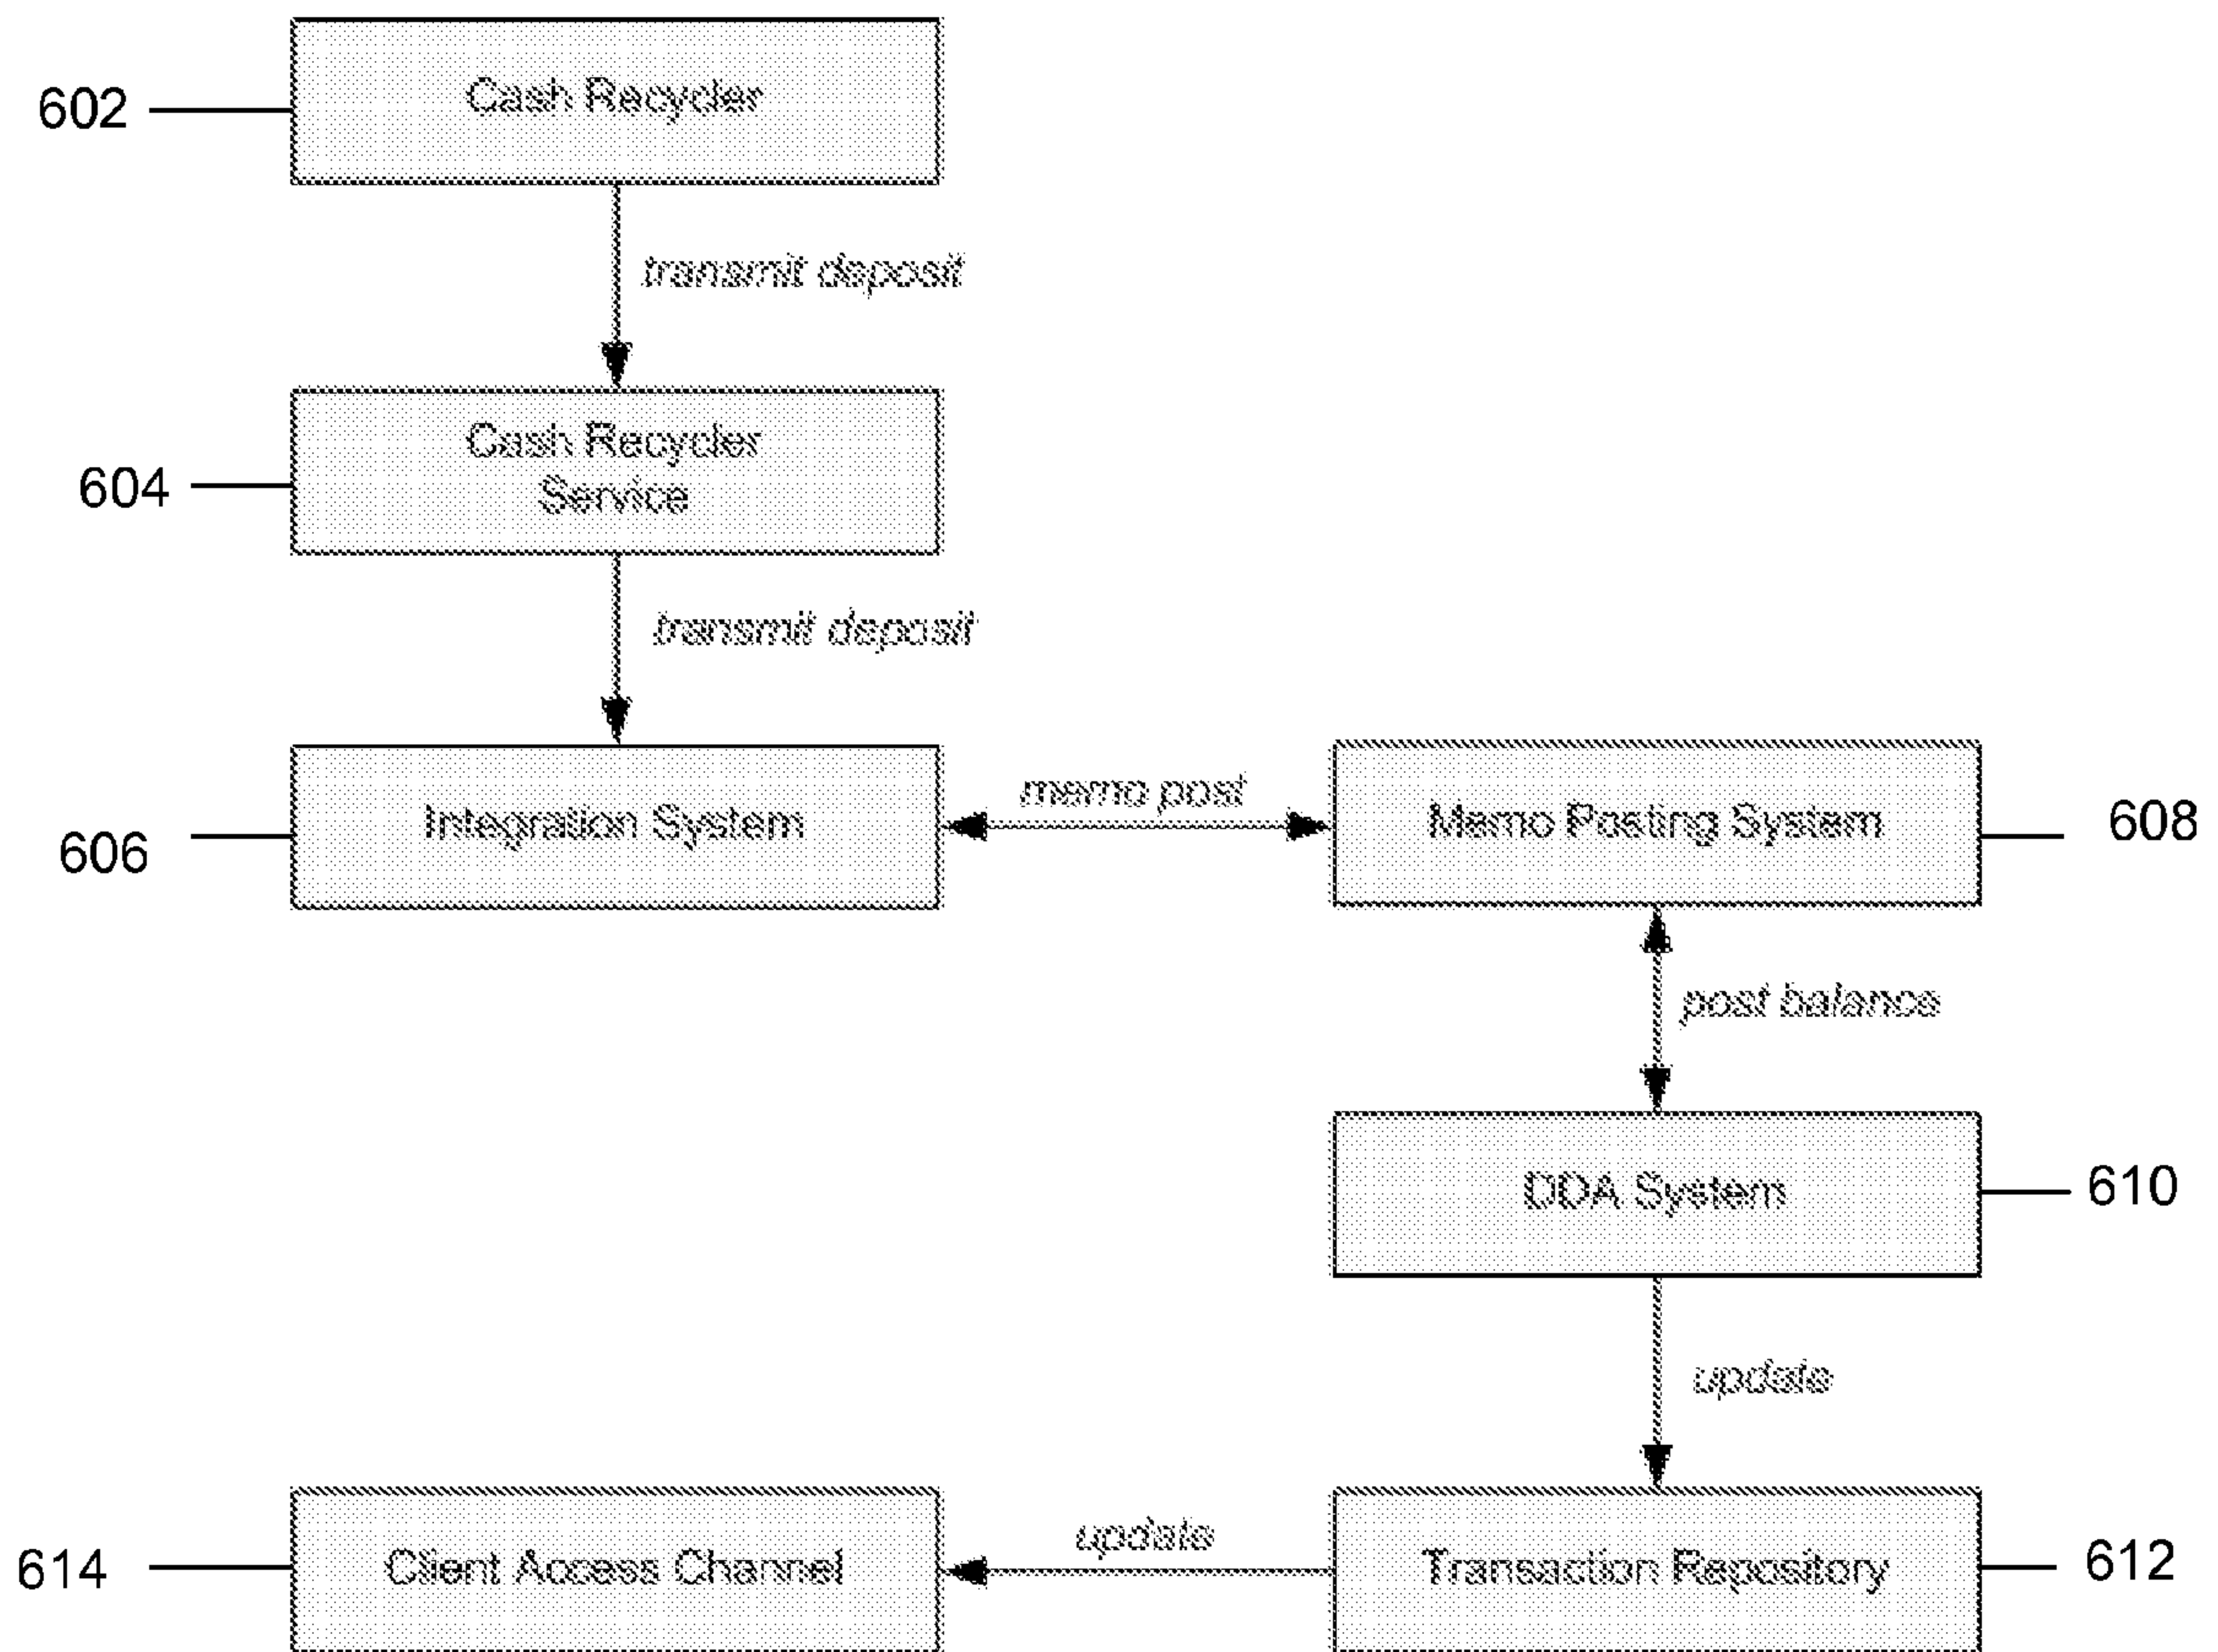 602
Cash Recycler
transmit deposit
604
Cash Recycler
Service
transmit deposit
606
Integration System
memo post
Memo Posting System
608
post balance
DDA System
610
update
614
Client Access Channel
update
Transaction Repository
612